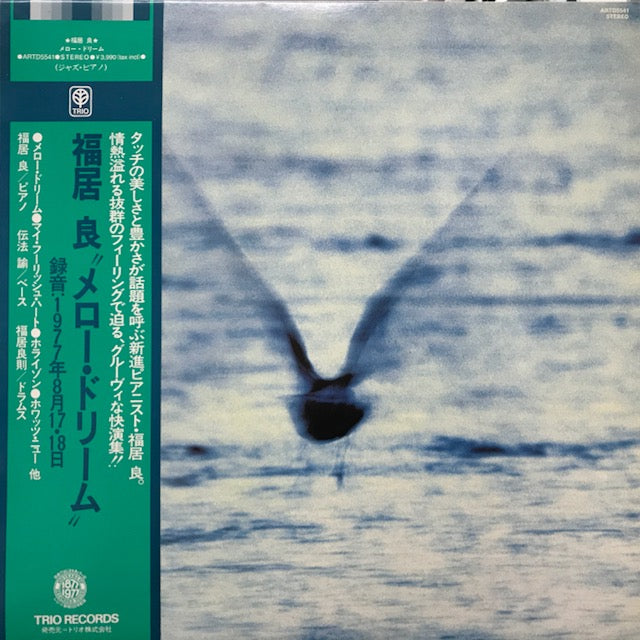 ★福居 良★
メロー・ドリーム
●ARTD5541●STEREO●¥3,990(tax incl)●
(ジャズ・ピアノ)
TRIO
タッチの美しさと豊かさが話題を呼ぶ新進ピアニスト・福居 良。
情熱溢れる抜群のフィーリングで迫る、グルーヴィな快演集!!
福居 良 〝メロー・ドリーム〟
録音・1977年8月17・18日
●メロー・ドリーム●マイ・フーリッシュ・ハート●ホライゾン●ホワッツ・ニュー 他
福居 良/ピアノ 伝法 諭/ベース 福居良則/ドラムス
1877
1977
TRIO RECORDS
発売元=トリオ株式会社
ARTD5541
STEREO